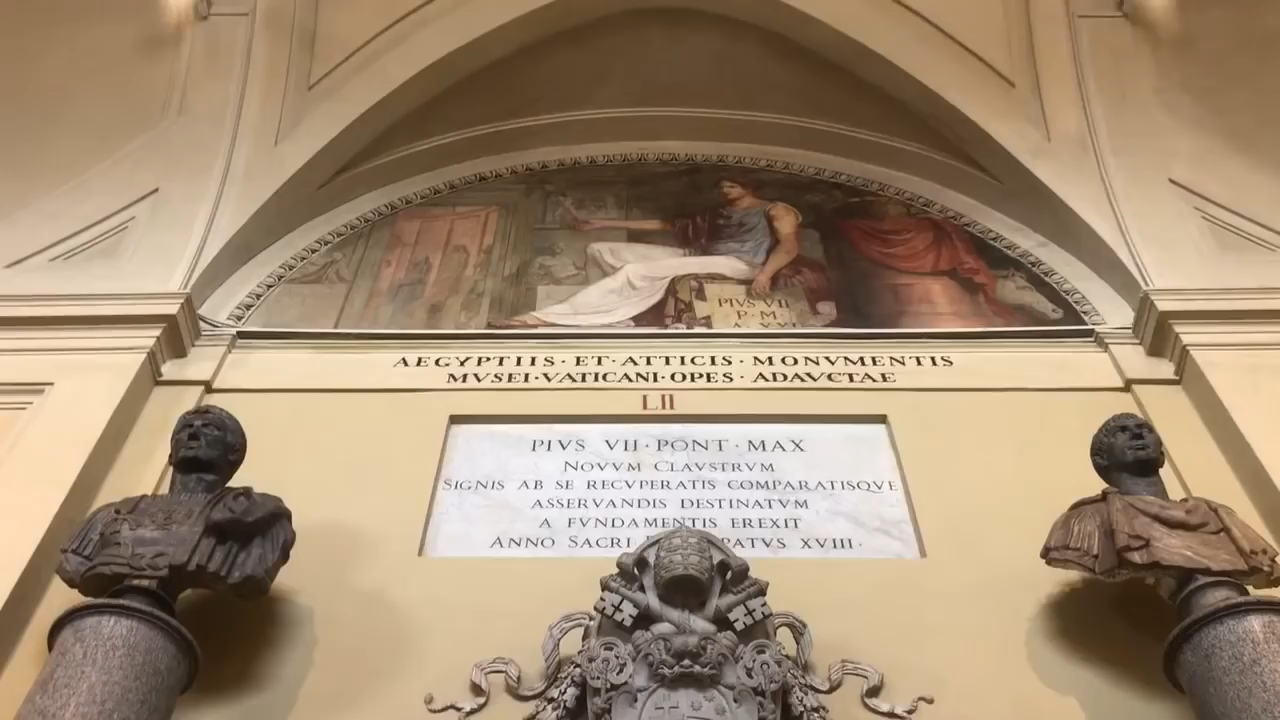 PIVS VII
P · M ·
AEGYPTIIS · ET · ATTICIS · MONVMENTIS
MVSEI · VATICANI · OPES · ADAVCTAE
LII
PIVS VII · PONT · MAX
NOVVM CLAVSTRVM
SIGNIS AB SE RECVPERATIS COMPARATISQVE
ASSERVANDIS DESTINATVM
A FVNDAMENTIS EREXIT
ANNO SACRI PATVS XVIII ·